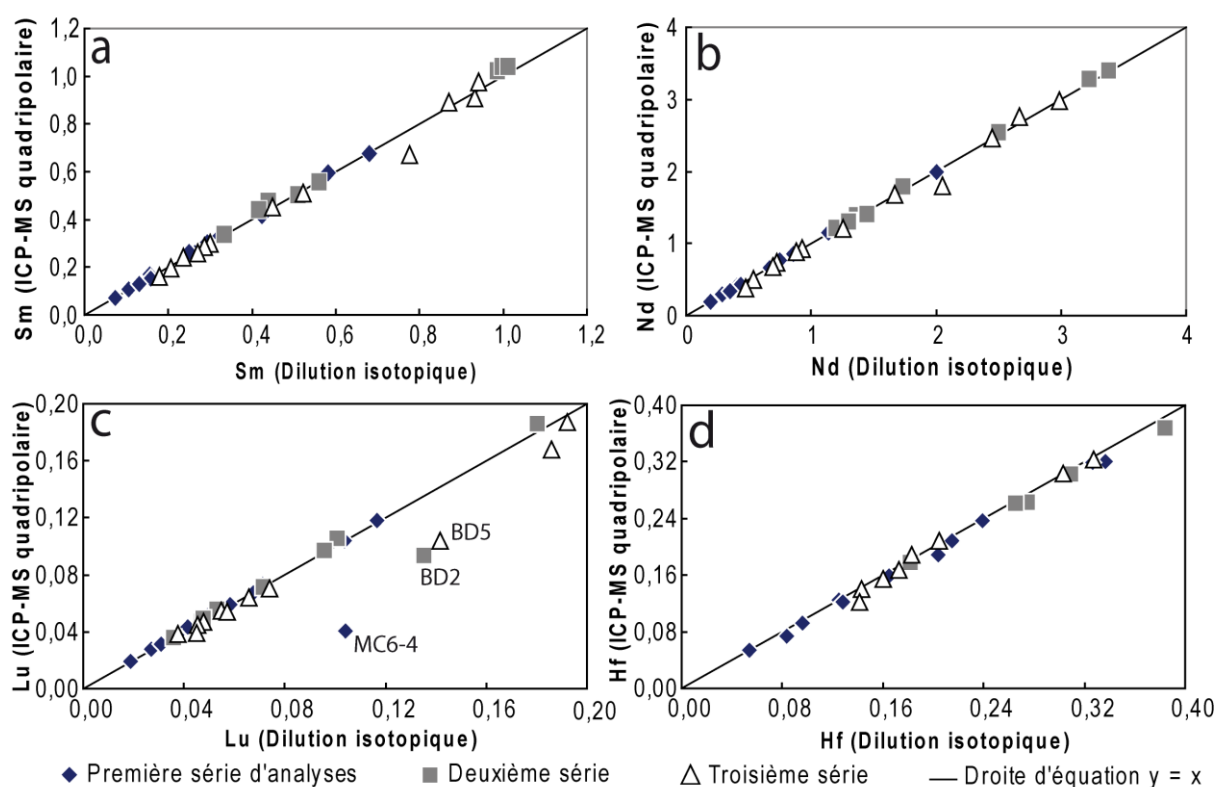 a
Sm (ICP-MS quadripolaire)
1,2
1,0
0,8
0,6
0,4
0,2
0,0
0,0 0,2 0,4 0,6 0,8 1,0 1,2
Sm (Dilution isotopique)
b
Nd (ICP-MS quadripolaire)
4
3
2
1
0
0 1 2 3 4
Nd (Dilution isotopique)
c
Lu (ICP-MS quadripolaire)
0,20
0,16
0,12
0,08
0,04
0,00
BD5
BD2
MC6-4
0,00 0,04 0,08 0,12 0,16 0,20
Lu (Dilution isotopique)
d
Hf (ICP-MS quadripolaire)
0,40
0,32
0,24
0,16
0,08
0,00
0,00 0,08 0,16 0,24 0,32 0,40
Hf (Dilution isotopique)
Première série d'analyses Deuxième série Troisième série Droite d'équation y = x